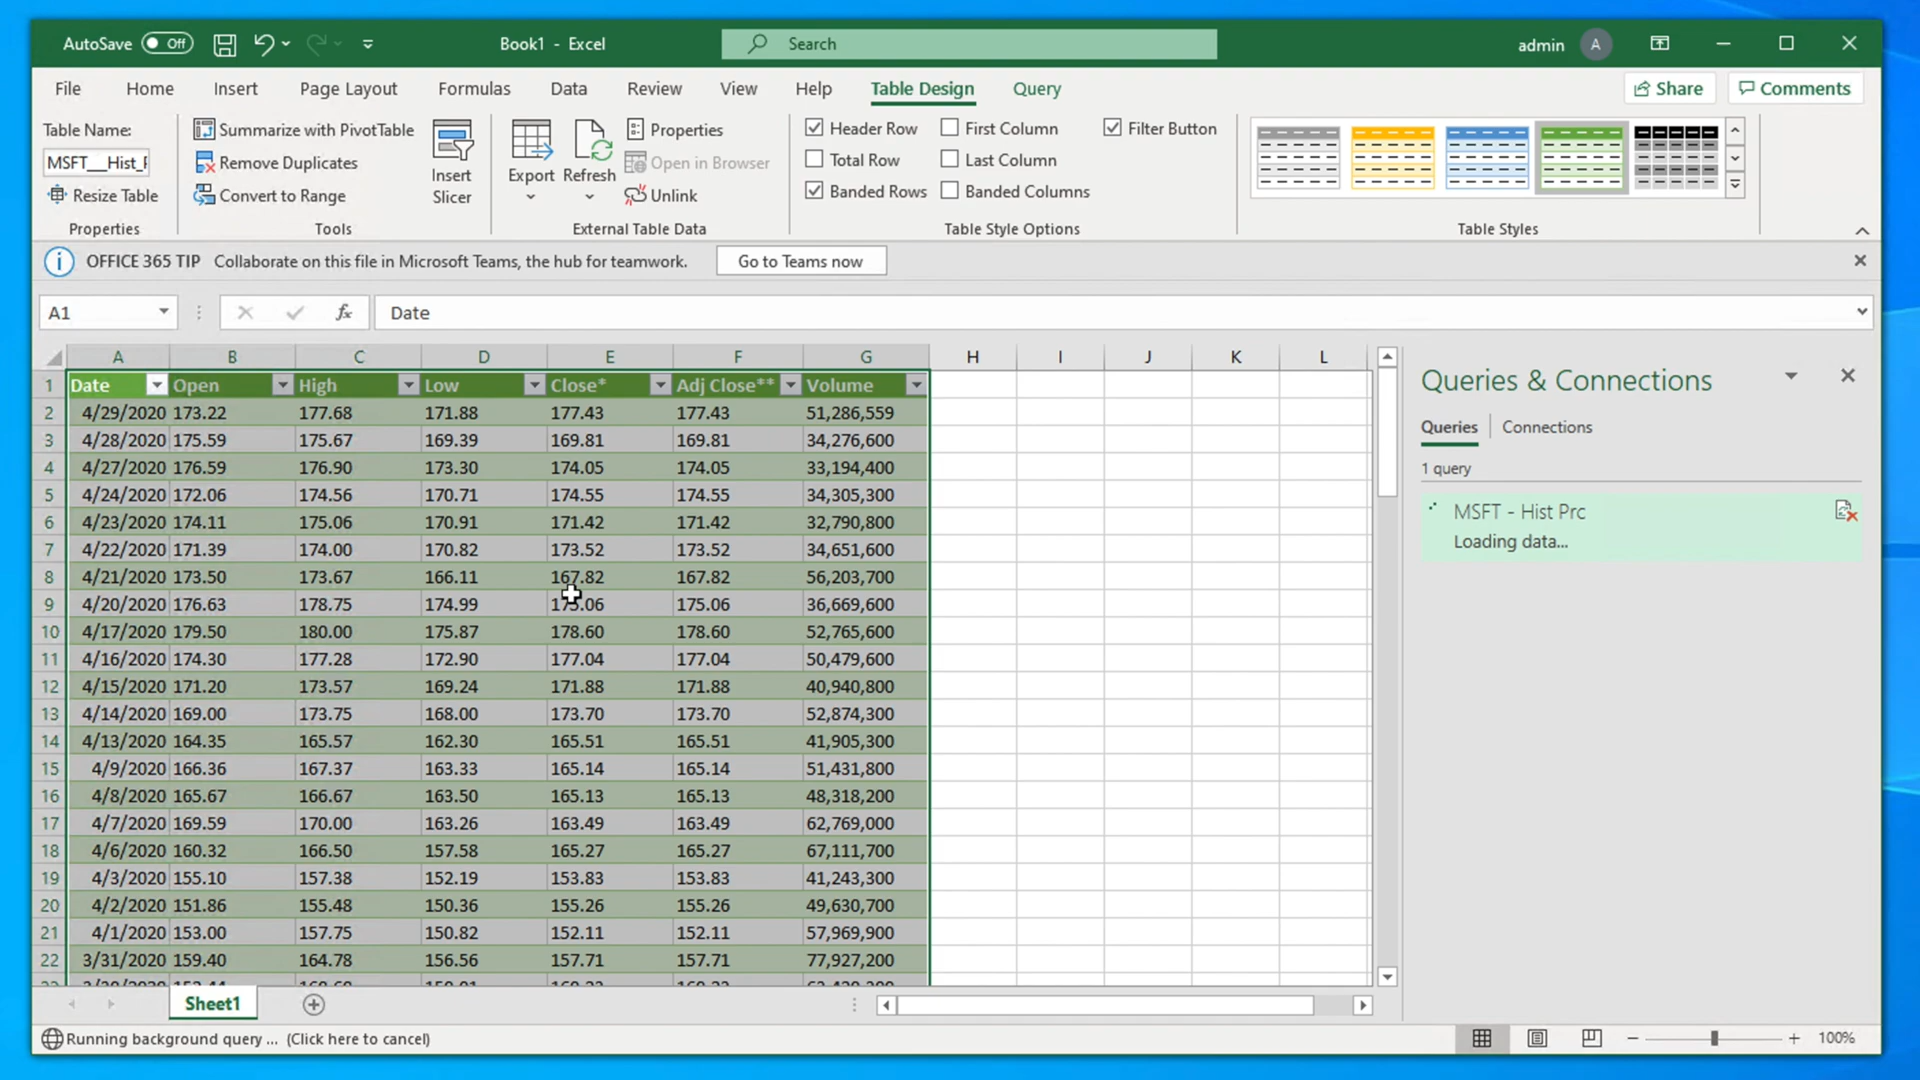 AutoSave Off Book1 - Excel Search admin A
File Home Insert Page Layout Formulas Data Review View Help Table Design Query Share Comments
Table Name:
MSFT___Hist_
Resize Table
Properties
Summarize with PivotTable
Remove Duplicates
Convert to Range
Tools
Insert
Slicer
Export
Refresh
Properties
Open in Browser
Unlink
External Table Data
Header Row First Column Filter Button
Total Row Last Column
Banded Rows Banded Columns
Table Style Options
Table Styles
i OFFICE 365 TIP Collaborate on this file in Microsoft Teams, the hub for teamwork. Go to Teams now
A1 fx Date
A B C D E F G H I J K L
1 Date Open High Low Close* Adj Close** Volume
2 4/29/2020 173.22 177.68 171.88 177.43 177.43 51,286,559
3 4/28/2020 175.59 175.67 169.39 169.81 169.81 34,276,600
4 4/27/2020 176.59 176.90 173.30 174.05 174.05 33,194,400
5 4/24/2020 172.06 174.56 170.71 174.55 174.55 34,305,300
6 4/23/2020 174.11 175.06 170.91 171.42 171.42 32,790,800
7 4/22/2020 171.39 174.00 170.82 173.52 173.52 34,651,600
8 4/21/2020 173.50 173.67 166.11 167.82 167.82 56,203,700
9 4/20/2020 176.63 178.75 174.99 175.06 175.06 36,669,600
10 4/17/2020 179.50 180.00 175.87 178.60 178.60 52,765,600
11 4/16/2020 174.30 177.28 172.90 177.04 177.04 50,479,600
12 4/15/2020 171.20 173.57 169.24 171.88 171.88 40,940,800
13 4/14/2020 169.00 173.75 168.00 173.70 173.70 52,874,300
14 4/13/2020 164.35 165.57 162.30 165.51 165.51 41,905,300
15 4/9/2020 166.36 167.37 163.33 165.14 165.14 51,431,800
16 4/8/2020 165.67 166.67 163.50 165.13 165.13 48,318,200
17 4/7/2020 169.59 170.00 163.26 163.49 163.49 62,769,000
18 4/6/2020 160.32 166.50 157.58 165.27 165.27 67,111,700
19 4/3/2020 155.10 157.38 152.19 153.83 153.83 41,243,300
20 4/2/2020 151.86 155.48 150.36 155.26 155.26 49,630,700
21 4/1/2020 153.00 157.75 150.82 152.11 152.11 57,969,900
22 3/31/2020 159.40 164.78 156.56 157.71 157.71 77,927,200
Queries & Connections
Queries Connections
1 query
MSFT - Hist Prc
Loading data...
Sheet1
Running background query ... (Click here to cancel) 100%